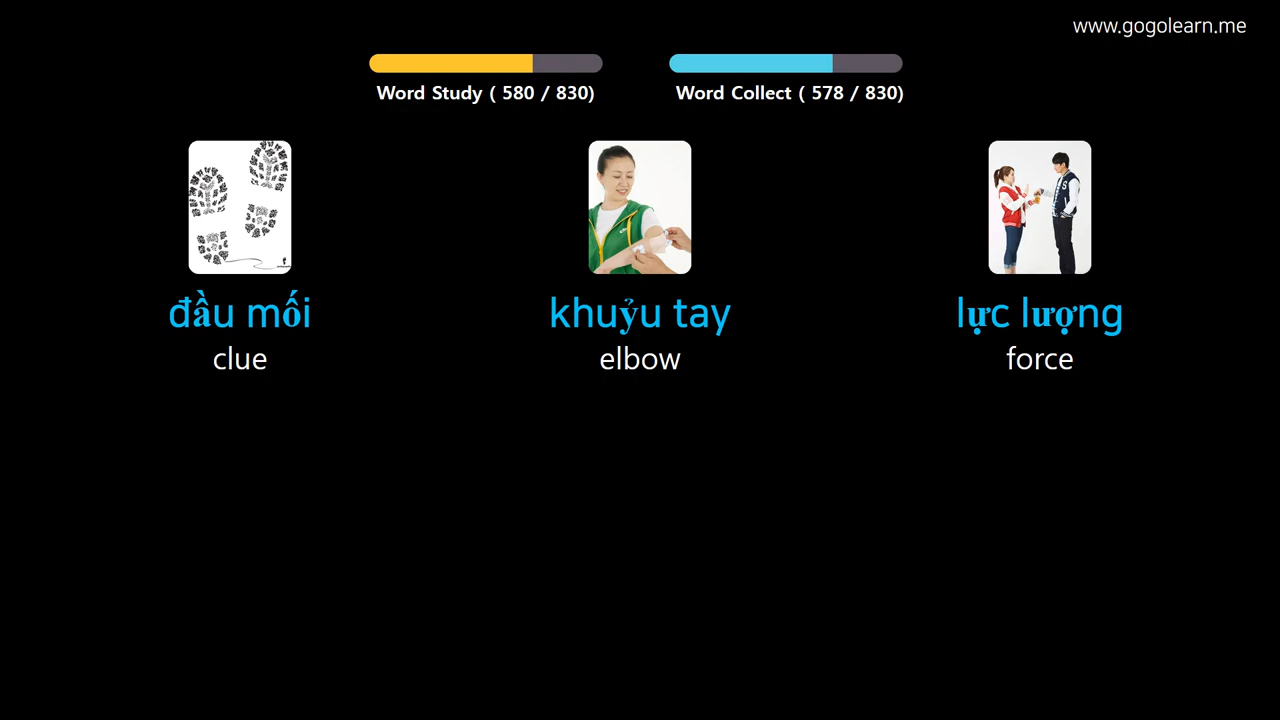 www.gogolearn.me
Word Study ( 580 / 830)
Word Collect ( 578 / 830)
đầu mối
clue
khuỷu tay
elbow
lực lượng
force